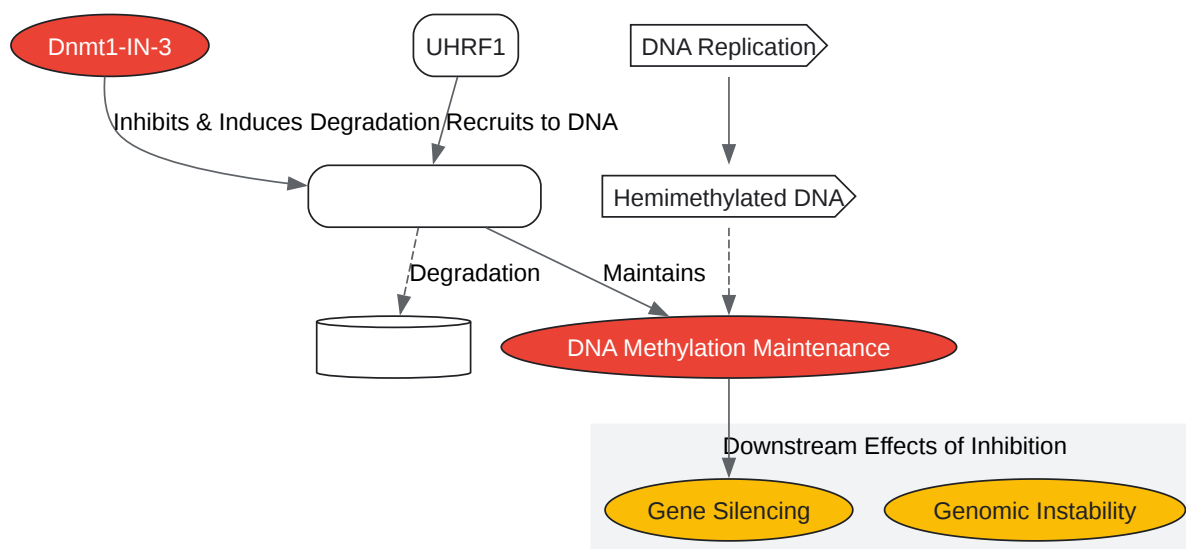 Dnmt1-IN-3
UHRF1
DNA Replication
Inhibits & Induces Degradation
Recruits to DNA
Hemimethylated DNA
Degradation
Maintains
DNA Methylation Maintenance
Downstream Effects of Inhibition
Gene Silencing
Genomic Instability